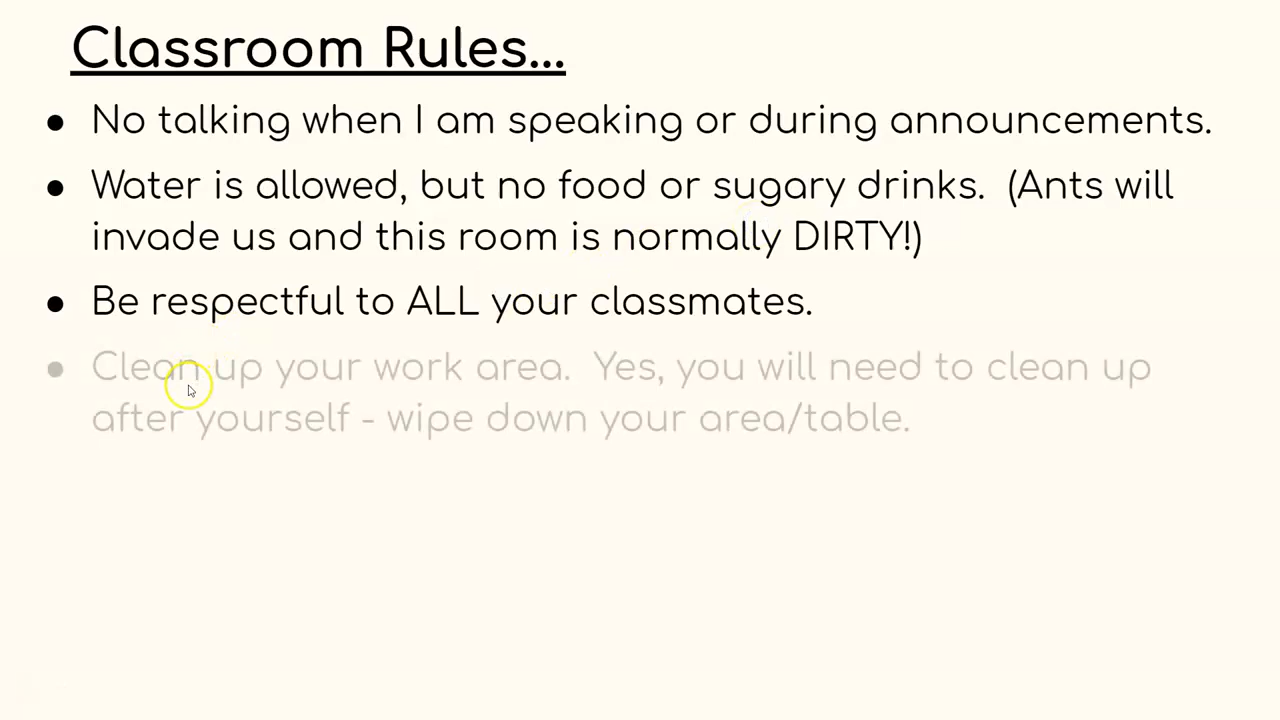 Classroom Rules...
● No talking when I am speaking or during announcements.
● Water is allowed, but no food or sugary drinks.  (Ants will
invade us and this room is normally DIRTY!)
● Be respectful to ALL your classmates.
● Clean up your work area.  Yes, you will need to clean up
after yourself - wipe down your area/table.